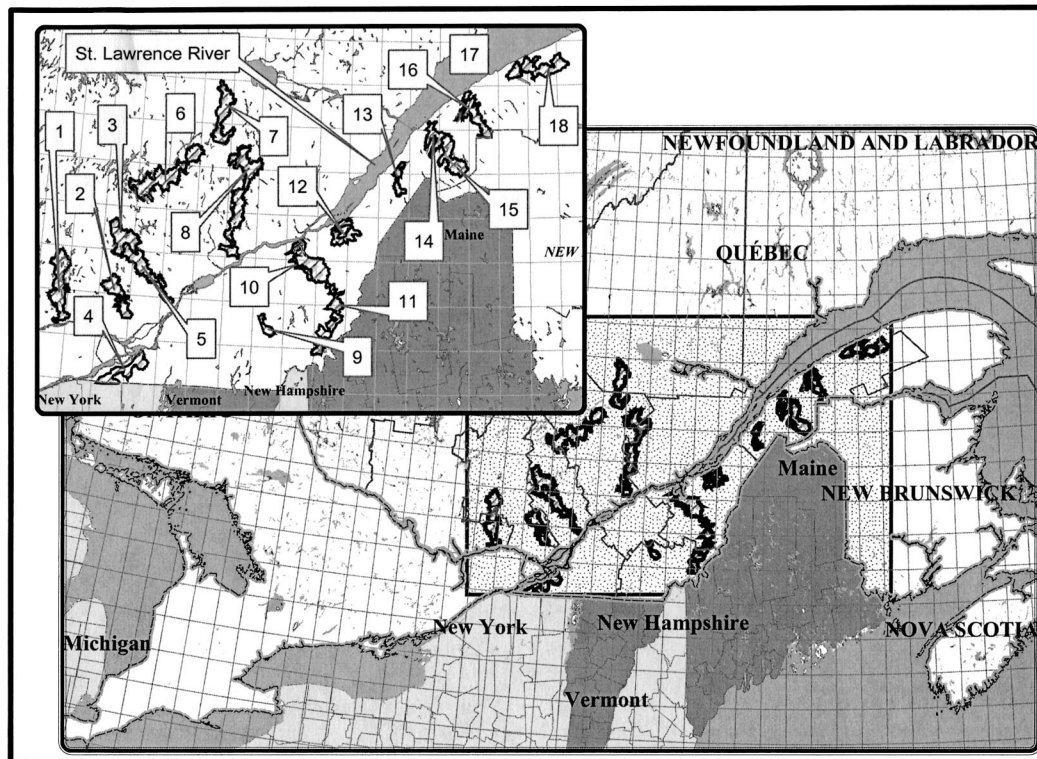 St. Lawrence River
1
2
3
4
5
6
7
8
9
10
11
12
13
14
15
16
17
18
Maine
NEW
New York
Vermont
New Hampshire
NEWFOUNDLAND AND LABRADOR
QUÉBEC
Maine
NEW BRUNSWICK
NOVA SCOTIA
Michigan
New York
New Hampshire
Vermont